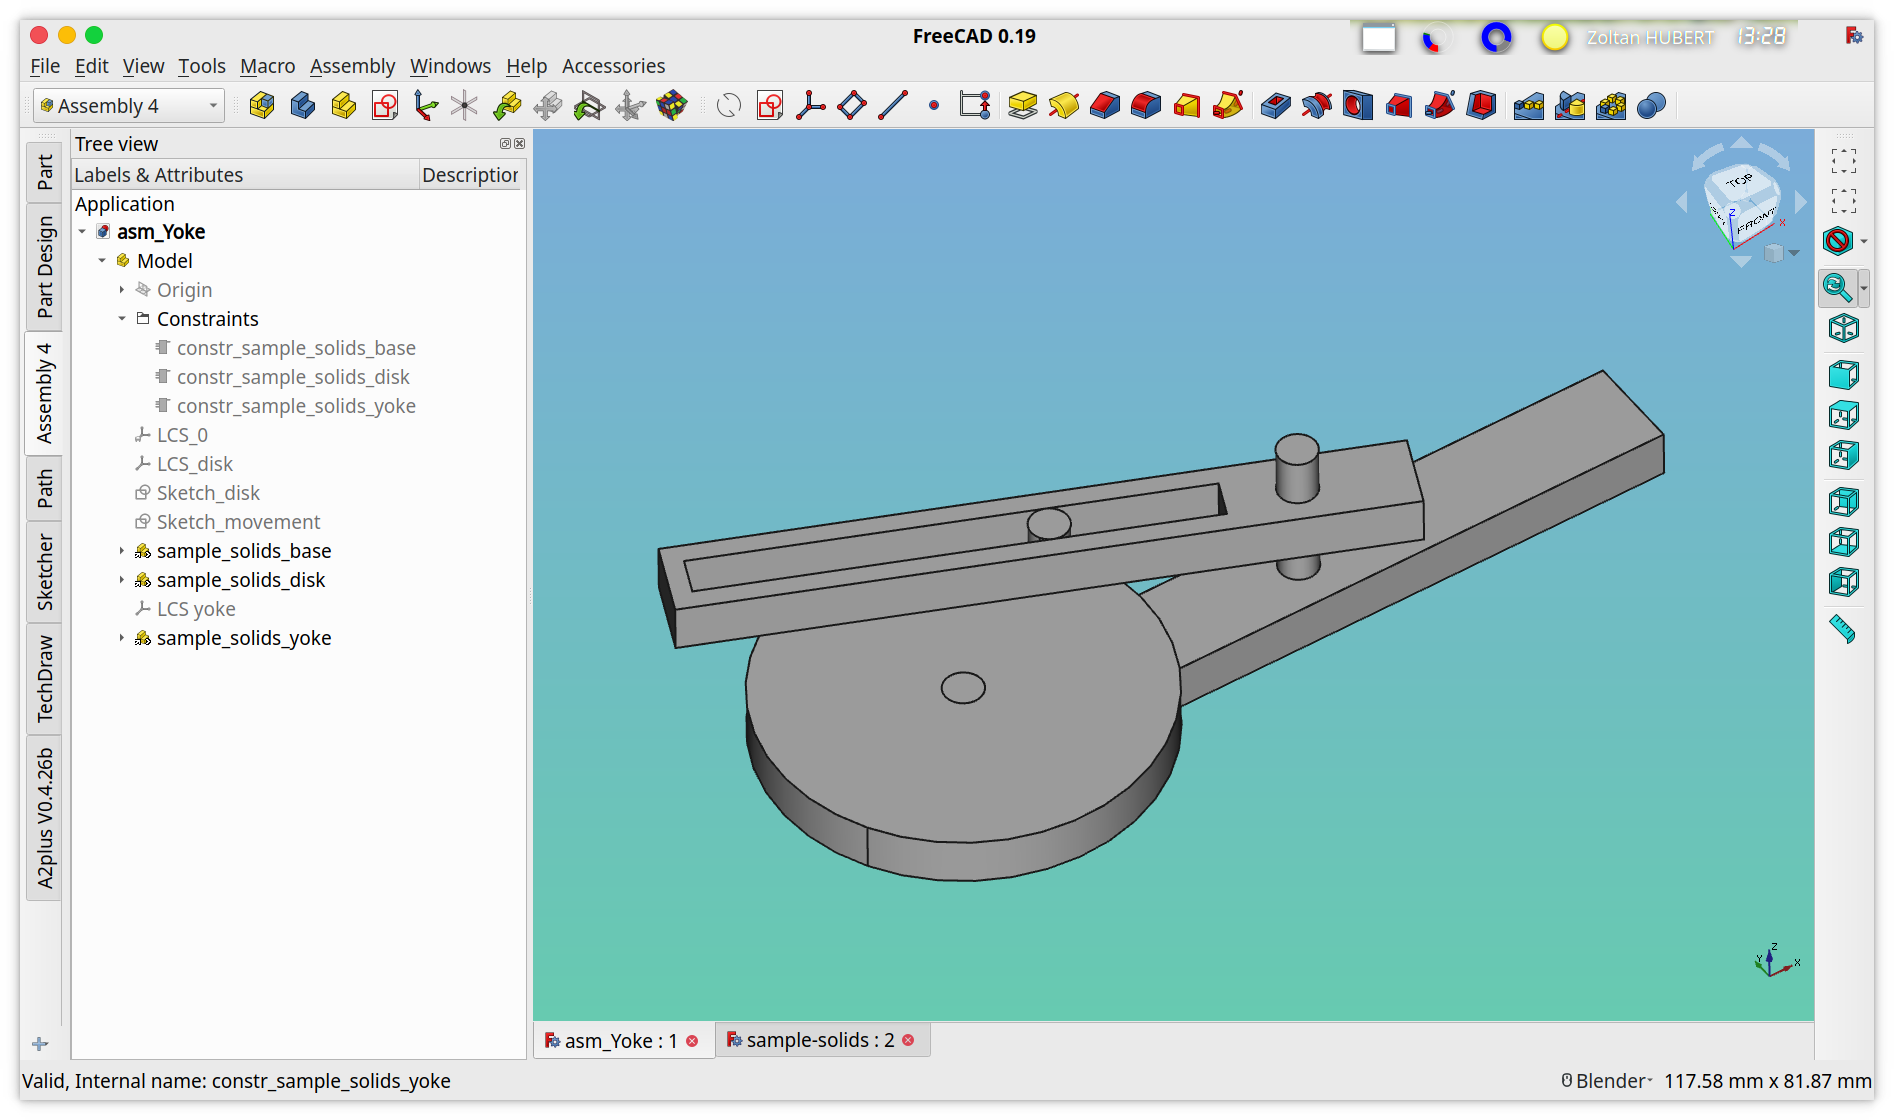 FreeCAD 0.19
Zoltan HUBERT 13:28
File Edit View Tools Macro Assembly Windows Help Accessories
Assembly 4
Part
Part Design
Assembly 4
Path
Sketcher
TechDraw
A2plus V0.4.26b
Tree view
Labels & Attributes
Description
Application
asm_Yoke
Model
Origin
Constraints
constr_sample_solids_base
constr_sample_solids_disk
constr_sample_solids_yoke
LCS_0
LCS_disk
Sketch_disk
Sketch_movement
sample_solids_base
sample_solids_disk
LCS yoke
sample_solids_yoke
TOP
FRONT
Z
X
Z
Y
X
asm_Yoke : 1
sample-solids : 2
Valid, Internal name: constr_sample_solids_yoke
Blender
117.58 mm x 81.87 mm